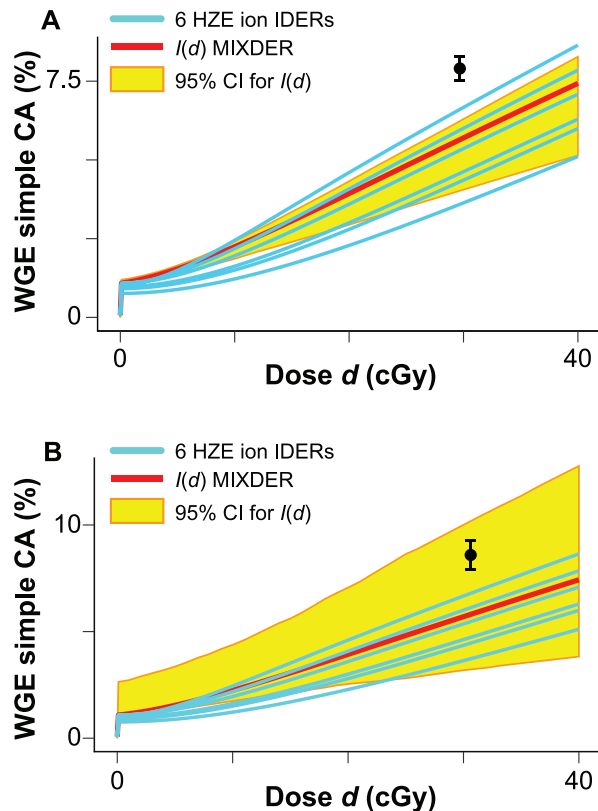 A
6 HZE ion IDERs
I(d) MIXDER
95% CI for I(d)
WGE simple CA (%)
7.5
0
0
40
Dose d (cGy)
B
6 HZE ion IDERs
I(d) MIXDER
95% CI for I(d)
WGE simple CA (%)
10
0
0
40
Dose d (cGy)